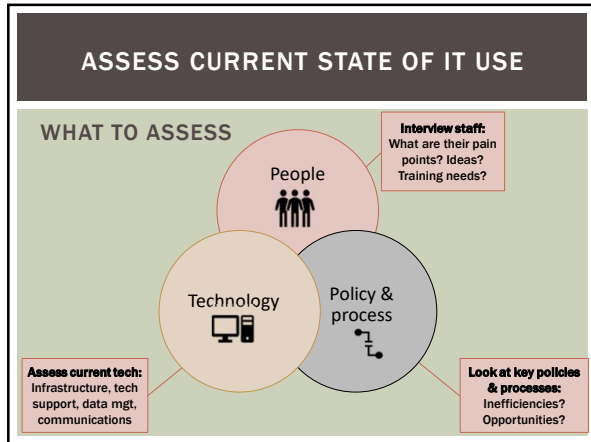 ASSESS CURRENT STATE OF IT USE
WHAT TO ASSESS
Interview staff:
What are their pain
points? Ideas?
Training needs?
People
Technology
Policy &
process
Assess current tech:
Infrastructure, tech
support, data mgt,
communications
Look at key policies
& processes:
Inefficiencies?
Opportunities?